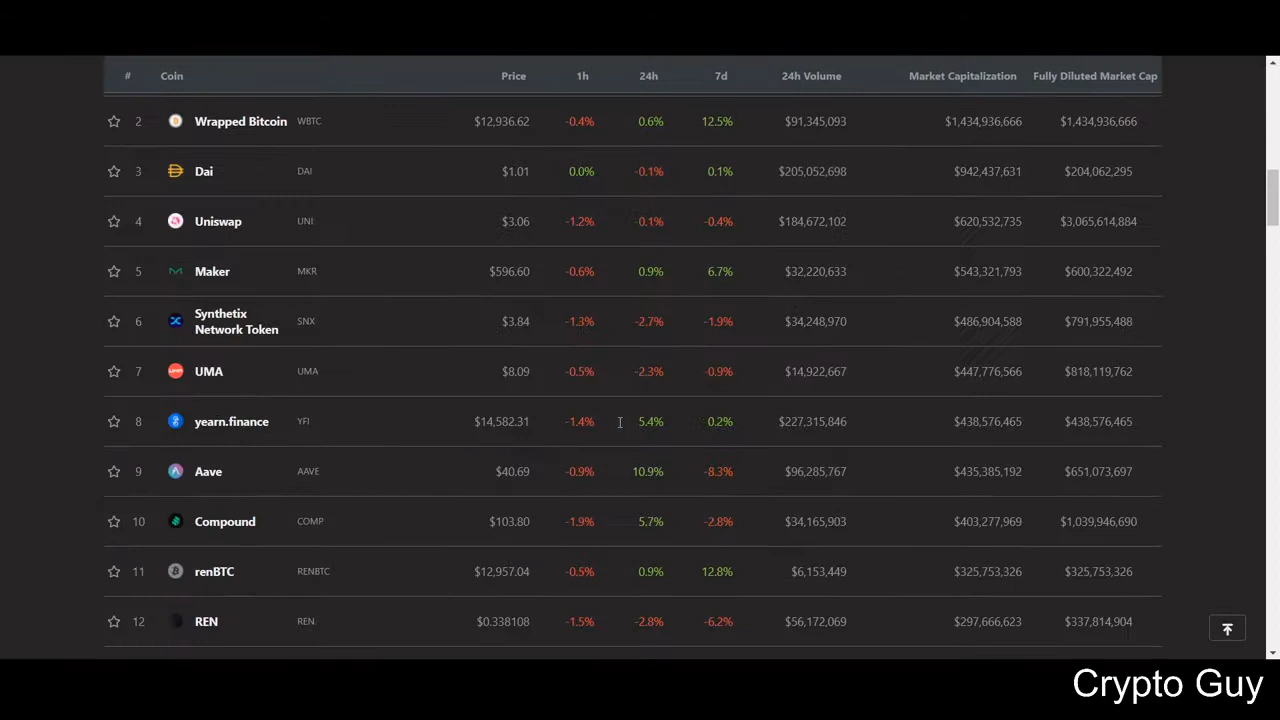 # Coin Price 1h 24h 7d 24h Volume Market Capitalization Fully Diluted Market Cap
2 Wrapped Bitcoin WBTC $12,936.62 -0.4% 0.6% 12.5% $91,345,093 $1,434,936,666 $1,434,936,666
3 Dai DAI $1.01 0.0% -0.1% 0.1% $205,052,698 $942,437,631 $204,062,295
4 Uniswap UNI $3.06 -1.2% -0.1% -0.4% $184,672,102 $620,532,735 $3,065,614,884
5 Maker MKR $596.60 -0.6% 0.9% 6.7% $32,220,633 $543,321,793 $600,322,492
6 Synthetix Network Token SNX $3.84 -1.3% -2.7% -1.9% $34,248,970 $486,904,588 $791,955,488
7 UMA UMA $8.09 -0.5% -2.3% -0.9% $14,922,667 $447,776,566 $818,119,762
8 yearn.finance YFI $14,582.31 -1.4% 5.4% 0.2% $227,315,846 $438,576,465 $438,576,465
9 Aave AAVE $40.69 -0.9% 10.9% -8.3% $96,285,767 $435,385,192 $651,073,697
10 Compound COMP $103.80 -1.9% 5.7% -2.8% $34,165,903 $403,277,969 $1,039,946,690
11 renBTC RENBTC $12,957.04 -0.5% 0.9% 12.8% $6,153,449 $325,753,326 $325,753,326
12 REN REN $0.338108 -1.5% -2.8% -6.2% $56,172,069 $297,666,623 $337,814,904
Crypto Guy